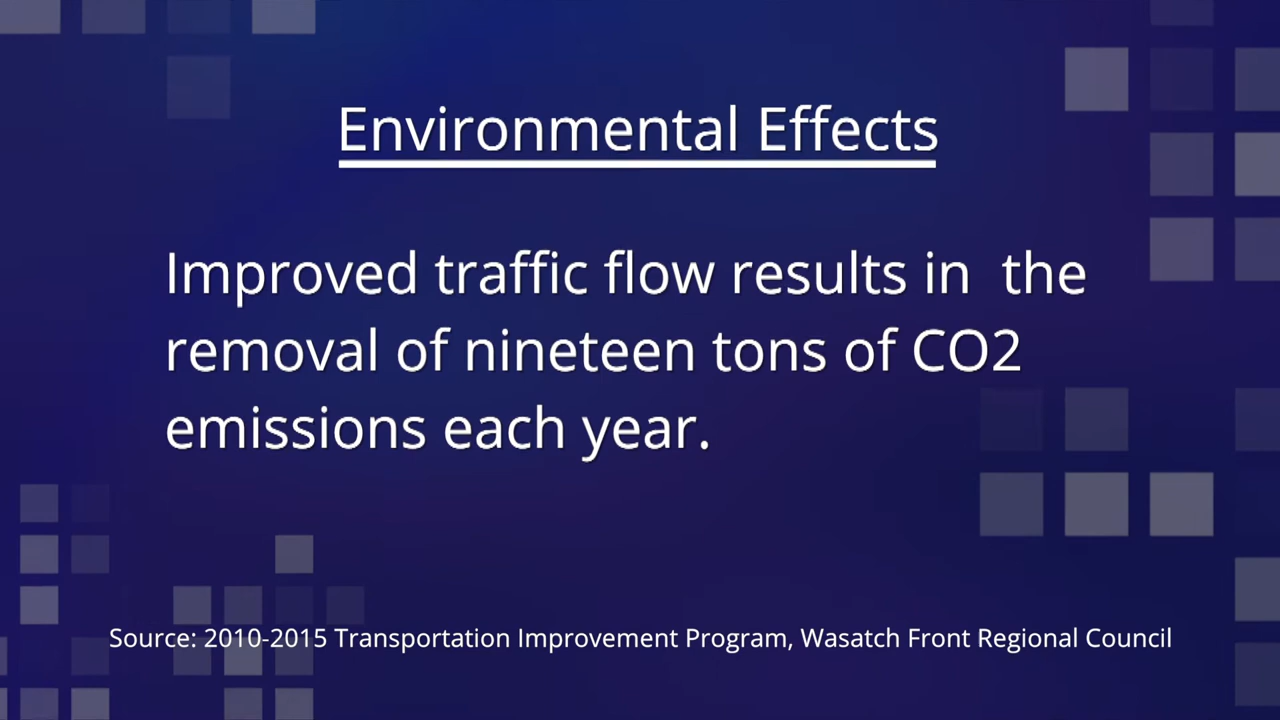 Environmental Effects
Improved traffic flow results in  the
removal of nineteen tons of CO2
emissions each year.
Source: 2010-2015 Transportation Improvement Program, Wasatch Front Regional Council